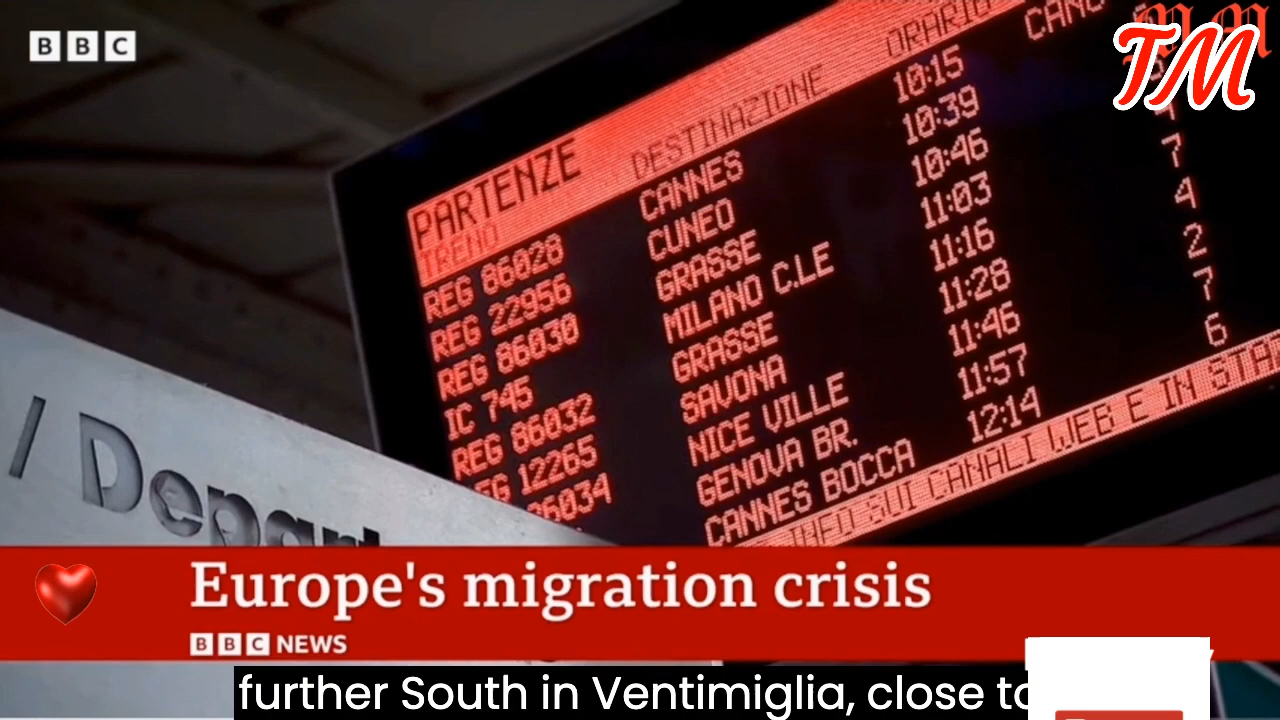 BBC
TM
PARTENZE DESTINAZIONE ORARIO
TRENO
REG 86028 CANNES 10:15
REG 22956 CUNEO 10:39
REG 86030 GRASSE 10:46 7
IC 745 MILANO C.LE 11:03 4
REG 86032 GRASSE 11:16 2
12265 SAVONA 11:28 7
NICE VILLE 11:46 6
GENOVA BR. 11:57
CANNES BOCCA 12:14
SUI CANALI WEB E IN
/ Depart
Europe's migration crisis
BBC NEWS
further South in Ventimiglia, close to